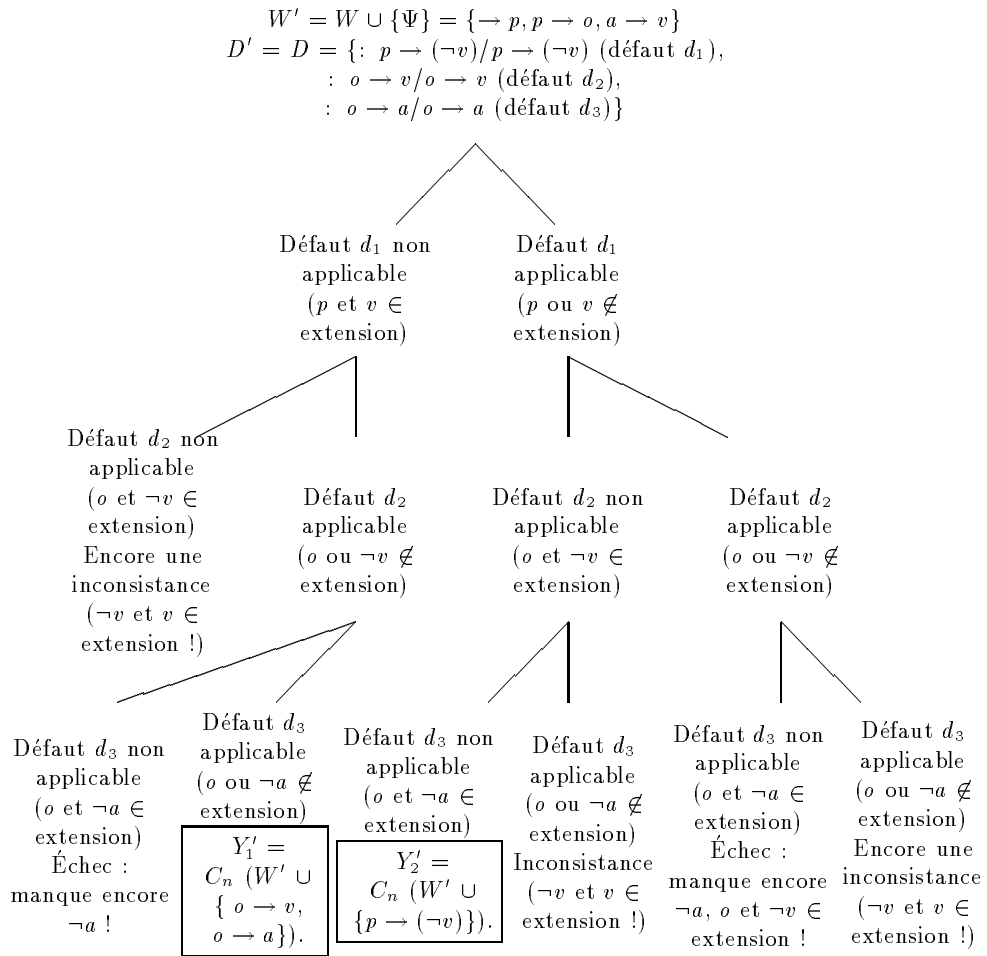 W′ = W ∪ {Ψ} = {→ p, p → o, a → v}
D′ = D = {: p → (¬v)/p → (¬v) (défaut d₁),
: o → v/o → v (défaut d₂),
: o → a/o → a (défaut d₃)}
Défaut d₁ non
applicable
(p et v ∈
extension)
Défaut d₁
applicable
(p ou v ∉
extension)
Défaut d₂ non
applicable
(o et ¬v ∈
extension)
Encore une
inconsistance
(¬v et v ∈
extension !)
Défaut d₂
applicable
(o ou ¬v ∉
extension)
Défaut d₂ non
applicable
(o et ¬v ∈
extension)
Défaut d₂
applicable
(o ou ¬v ∉
extension)
Défaut d₃ non
applicable
(o et ¬a ∈
extension)
Échec :
manque encore
¬a !
Défaut d₃
applicable
(o ou ¬a ∉
extension)
Y′₁ =
Cₙ (W′ ∪
{ o → v,
o → a}).
Défaut d₃ non
applicable
(o et ¬a ∈
extension)
Y′₂ =
Cₙ (W′ ∪
{p → (¬v)}).
Défaut d₃
applicable
(o ou ¬a ∉
extension)
Inconsistance
(¬v et v ∈
extension !)
Défaut d₃ non
applicable
(o et ¬a ∈
extension)
Échec :
manque encore
¬a, o et ¬v ∈
extension !
Défaut d₃
applicable
(o ou ¬a ∉
extension)
Encore une
inconsistance
(¬v et v ∈
extension !)